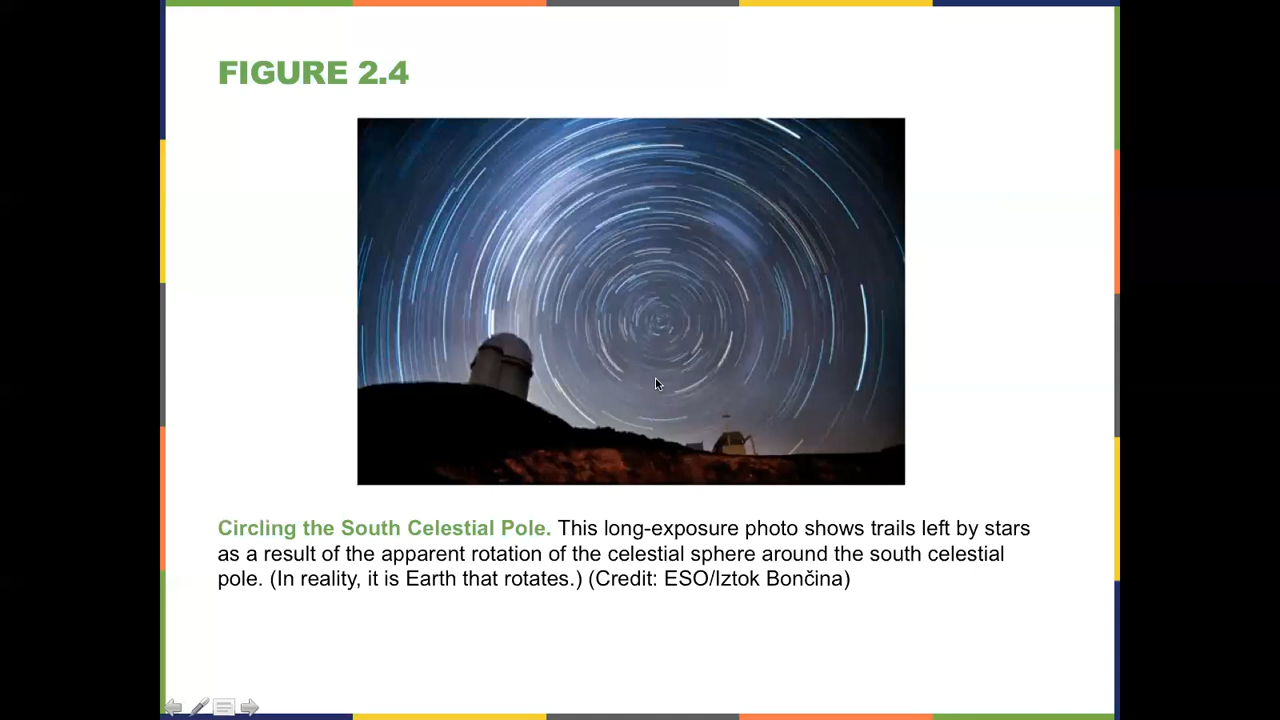 FIGURE 2.4
Circling the South Celestial Pole. This long-exposure photo shows trails left by stars
as a result of the apparent rotation of the celestial sphere around the south celestial
pole. (In reality, it is Earth that rotates.) (Credit: ESO/Iztok Bončina)